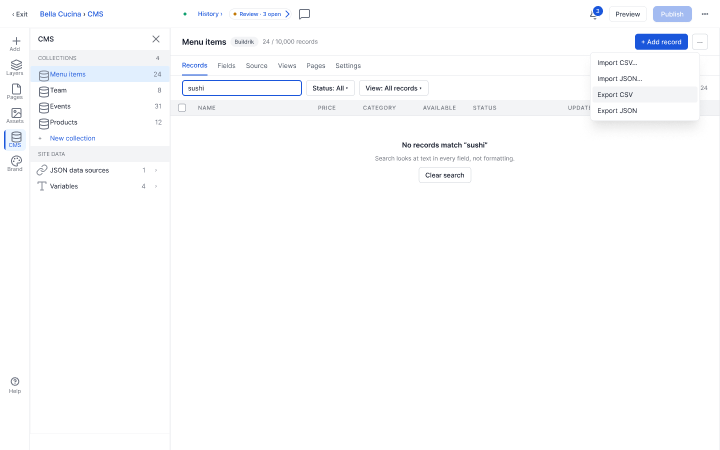 ‹ Exit
Bella Cucina › CMS
History ›
Review · 3 open
3
Preview
Publish
Add
Layers
Pages
Assets
CMS
Brand
Help
CMS
COLLECTIONS 4
Menu items 24
Team 8
Events 31
Products 12
+ New collection
SITE DATA
JSON data sources 1
Variables 4
Menu items Buildrik 24 / 10,000 records
+ Add record
Records Fields Source Views Pages Settings
sushi
Status: All
View: All records
24
NAME PRICE CATEGORY AVAILABLE STATUS UPDAT
Import CSV...
Import JSON...
Export CSV
Export JSON
No records match "sushi"
Search looks at text in every field, not formatting.
Clear search